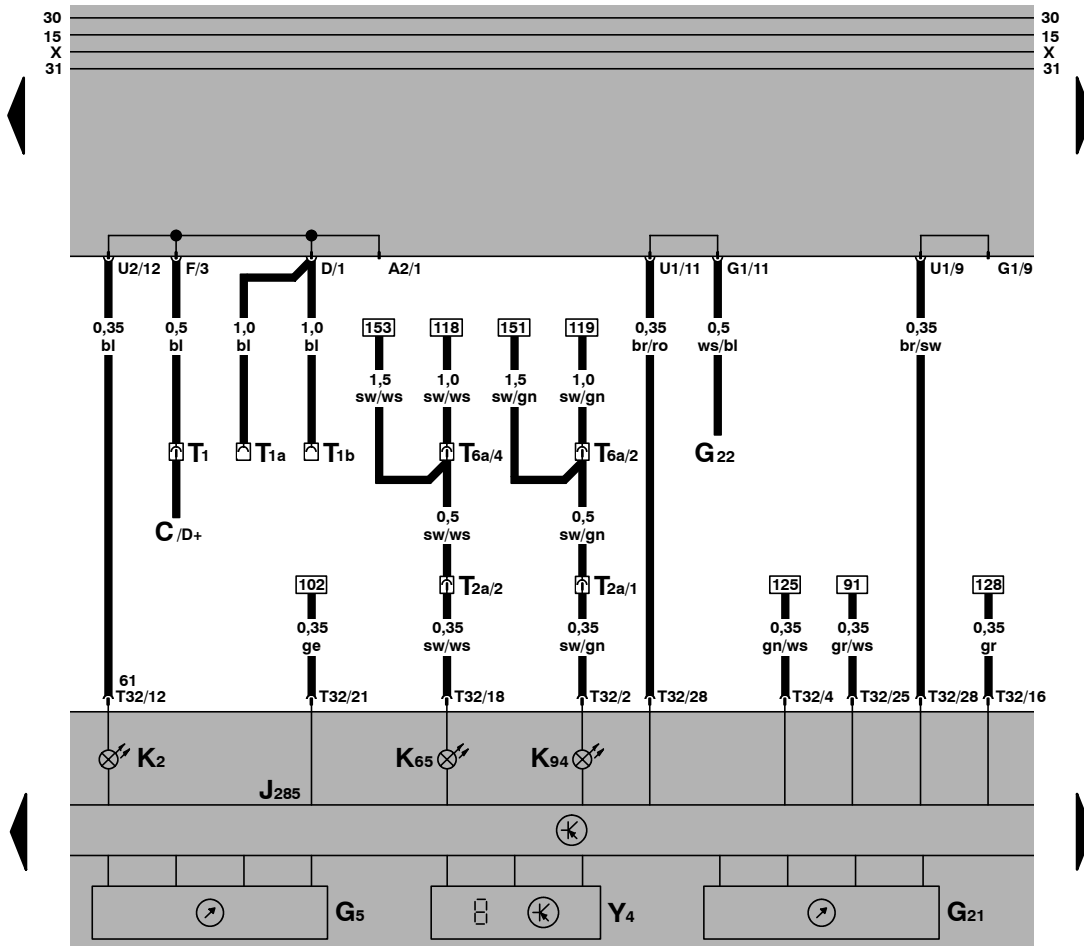 30 30
15 15
X X
31 31
U2/12 F/3 D/1 A2/1 U1/11 G1/11 U1/9 G1/9
0,35 0,5 1,0 1,0 153 118 151 119 0,35 0,5 0,35
bl bl bl bl br/ro ws/bl br/sw
1,5 1,0 1,5 1,0
sw/ws sw/ws sw/gn sw/gn
T1 T1a T1b T6a/4 T6a/2 G22
0,5 0,5
C/D+ sw/ws sw/gn
102 T2a/2 T2a/1 125 91 128
0,35 0,35 0,35 0,35 0,35 0,35
ge sw/ws sw/gn gn/ws gr/ws gr
61
T32/12 T32/21 T32/18 T32/2 T32/28 T32/4 T32/25 T32/28 T32/16
K2 K65 K94
J285
G5 8 Y4 G21